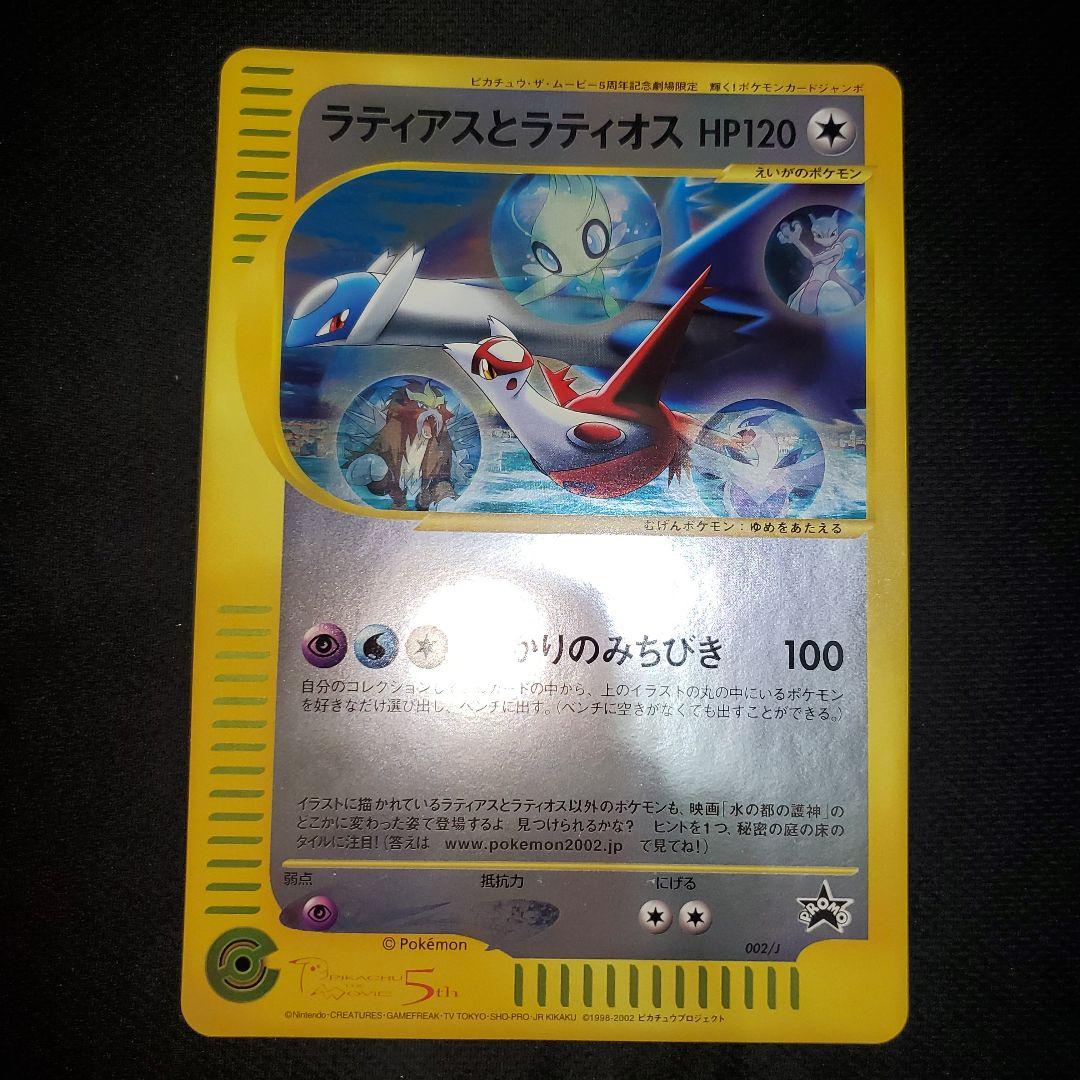 ピカチュウ・ザ・ムービー5周年記念劇場限定 輝く!ポケモンカードジャンボ
ラティアスとラティオス HP120
えいがのポケモン
むげんポケモン:ゆめをあたえる
かりのみちびき 100
自分のコレクションしカードの中から、上のイラストの丸の中にいるポケモン
を好きなだけ選び出し、ベンチに出す。(ベンチに空きがなくても出すことができる。)
イラストに描かれているラティアスとラティオス以外のポケモンも、映画「水の都の護神」の
どこかに変わった姿で登場するよ 見つけられるかな? ヒントを1つ、秘密の庭の床の
タイルに注目!(答えは www.pokemon2002.jp で見てね!)
弱点 抵抗力 にげる
PROMO
© Pokémon
002/J
PIKACHU THE MOVIE 5th
©Nintendo・CREATURES・GAMEFREAK・TV TOKYO・SHO-PRO・JR KIKAKU ©1998-2002 ピカチュウプロジェクト